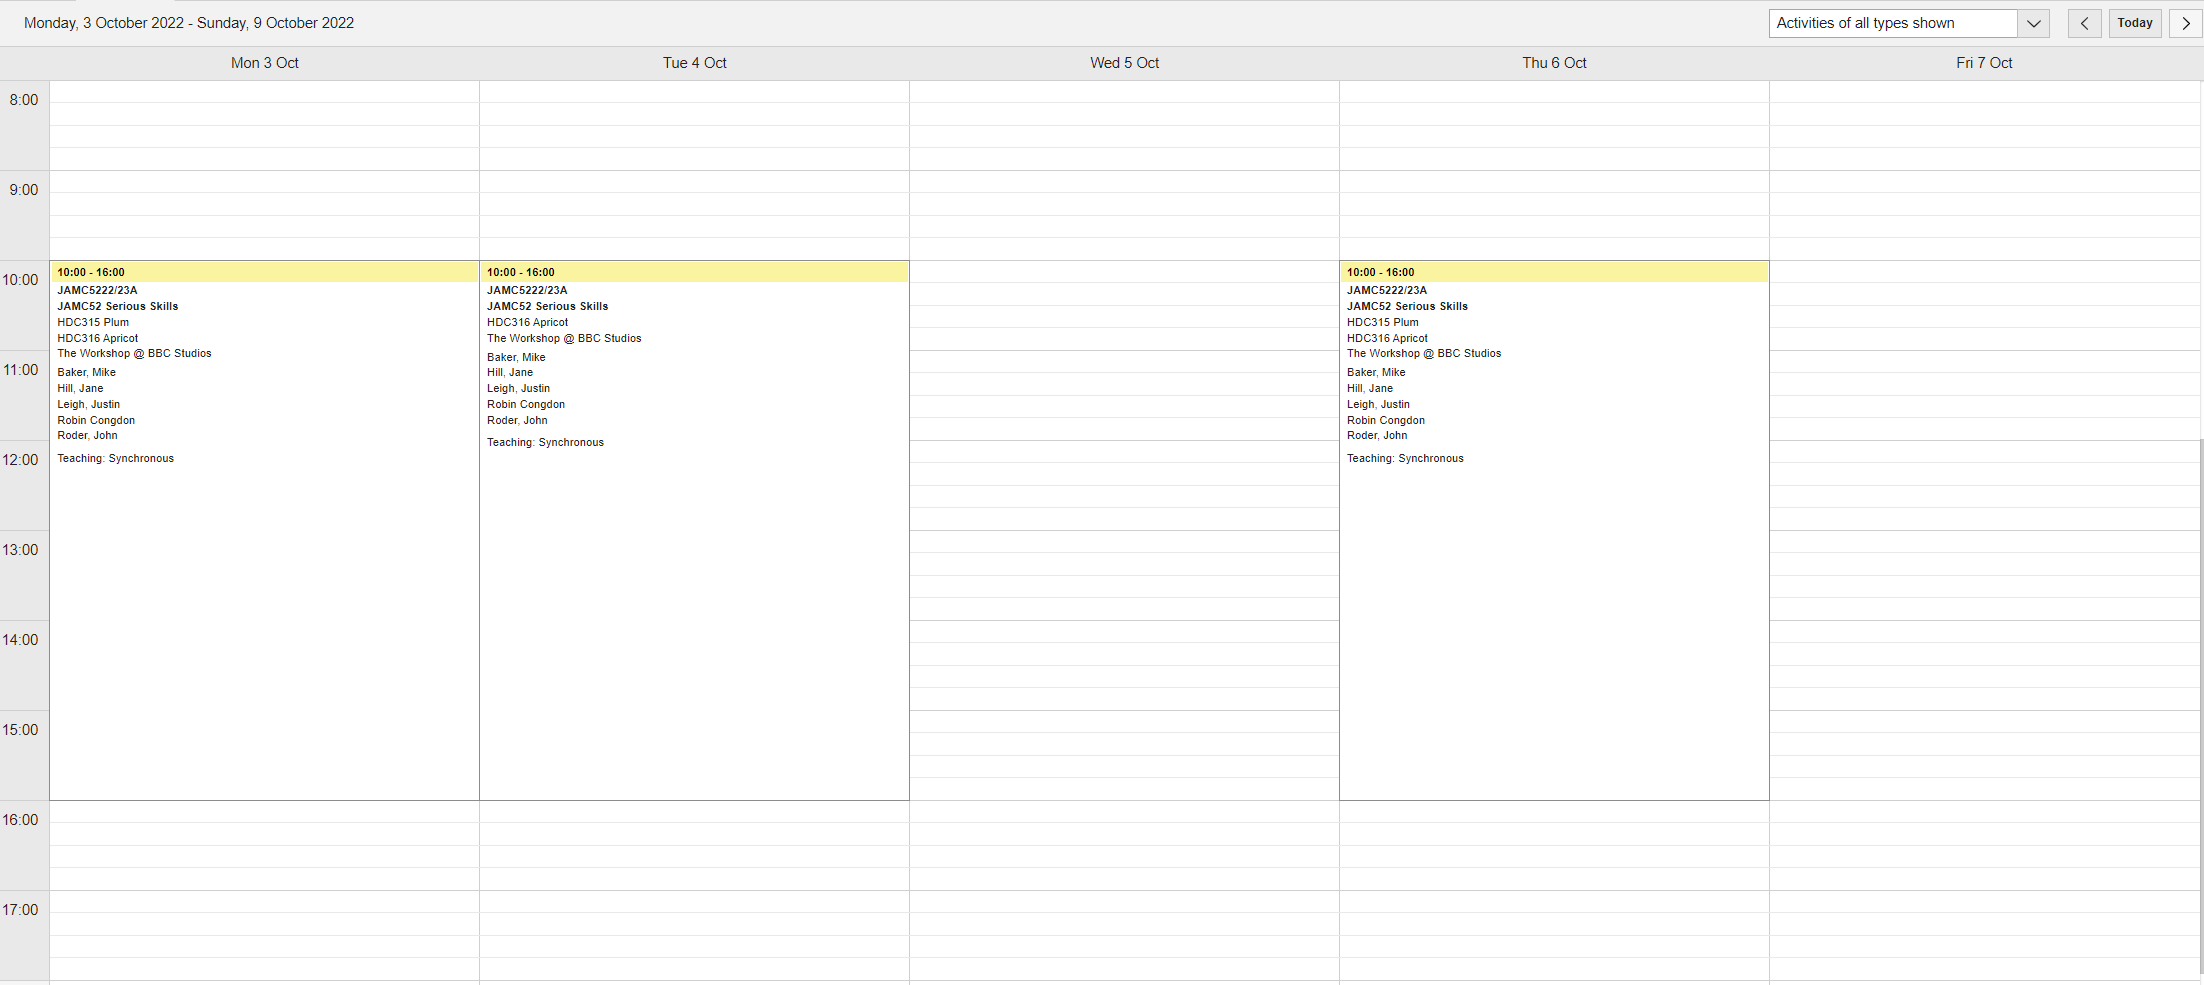 Monday, 3 October 2022 - Sunday, 9 October 2022
Activities of all types shown
Today
Mon 3 Oct
Tue 4 Oct
Wed 5 Oct
Thu 6 Oct
Fri 7 Oct
8:00
9:00
10:00
11:00
12:00
13:00
14:00
15:00
16:00
17:00
10:00 - 16:00
JAMC5222/23A
JAMC52 Serious Skills
HDC315 Plum
HDC316 Apricot
The Workshop @ BBC Studios
Baker, Mike
Hill, Jane
Leigh, Justin
Robin Congdon
Roder, John
Teaching: Synchronous
10:00 - 16:00
JAMC5222/23A
JAMC52 Serious Skills
HDC316 Apricot
The Workshop @ BBC Studios
Baker, Mike
Hill, Jane
Leigh, Justin
Robin Congdon
Roder, John
Teaching: Synchronous
10:00 - 16:00
JAMC5222/23A
JAMC52 Serious Skills
HDC315 Plum
HDC316 Apricot
The Workshop @ BBC Studios
Baker, Mike
Hill, Jane
Leigh, Justin
Robin Congdon
Roder, John
Teaching: Synchronous